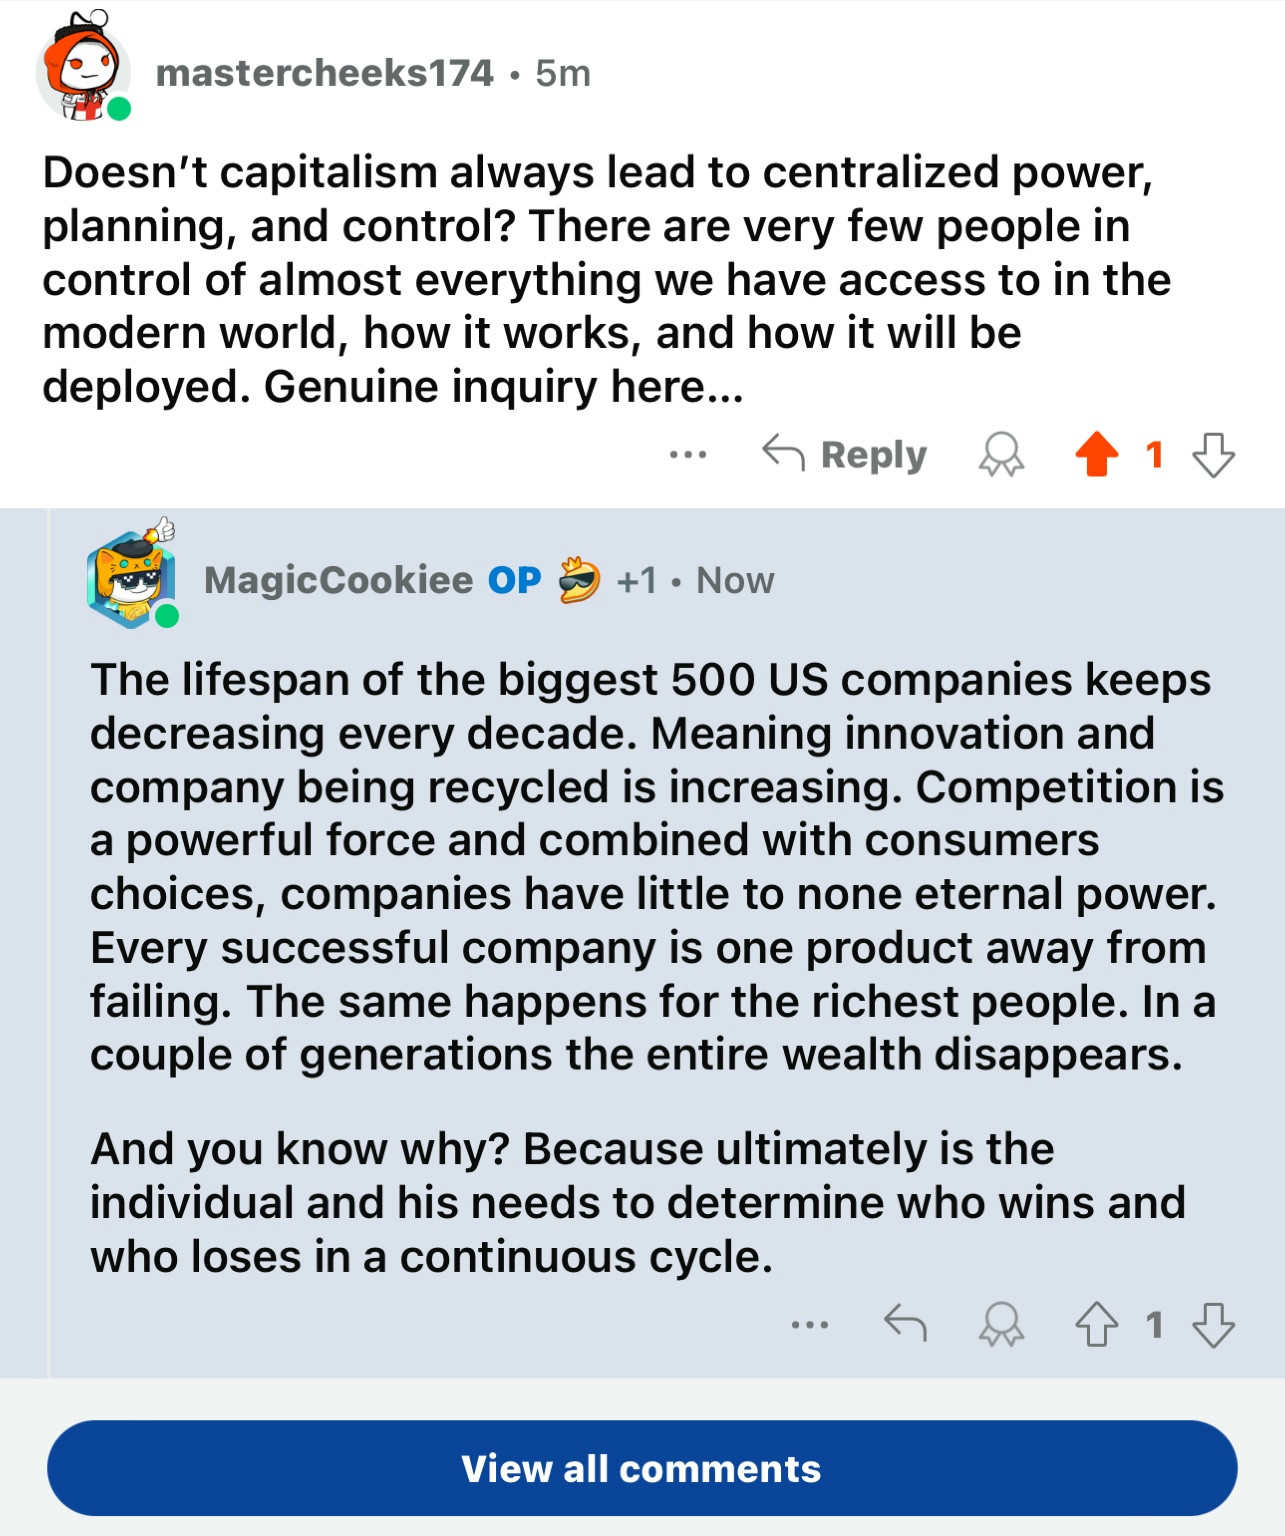 mastercheeks174 • 5m
Doesn’t capitalism always lead to centralized power,
planning, and control? There are very few people in
control of almost everything we have access to in the
modern world, how it works, and how it will be
deployed. Genuine inquiry here...
... Reply 1
MagicCookiee OP +1 • Now
The lifespan of the biggest 500 US companies keeps
decreasing every decade. Meaning innovation and
company being recycled is increasing. Competition is
a powerful force and combined with consumers
choices, companies have little to none eternal power.
Every successful company is one product away from
failing. The same happens for the richest people. In a
couple of generations the entire wealth disappears.
And you know why? Because ultimately is the
individual and his needs to determine who wins and
who loses in a continuous cycle.
... 1
View all comments